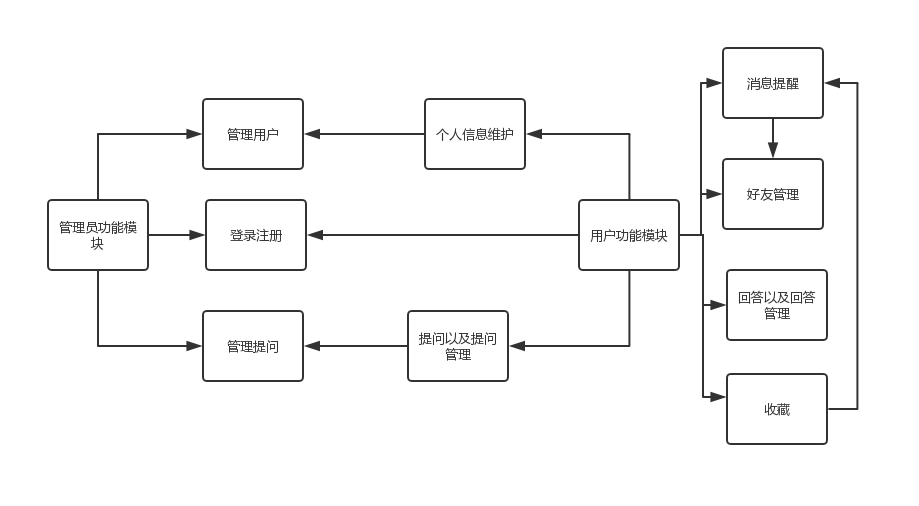 消息提醒
管理用户
个人信息维护
好友管理
管理员功能模
块
登录注册
用户功能模块
回答以及回答
管理
管理提问
提问以及提问
管理
收藏